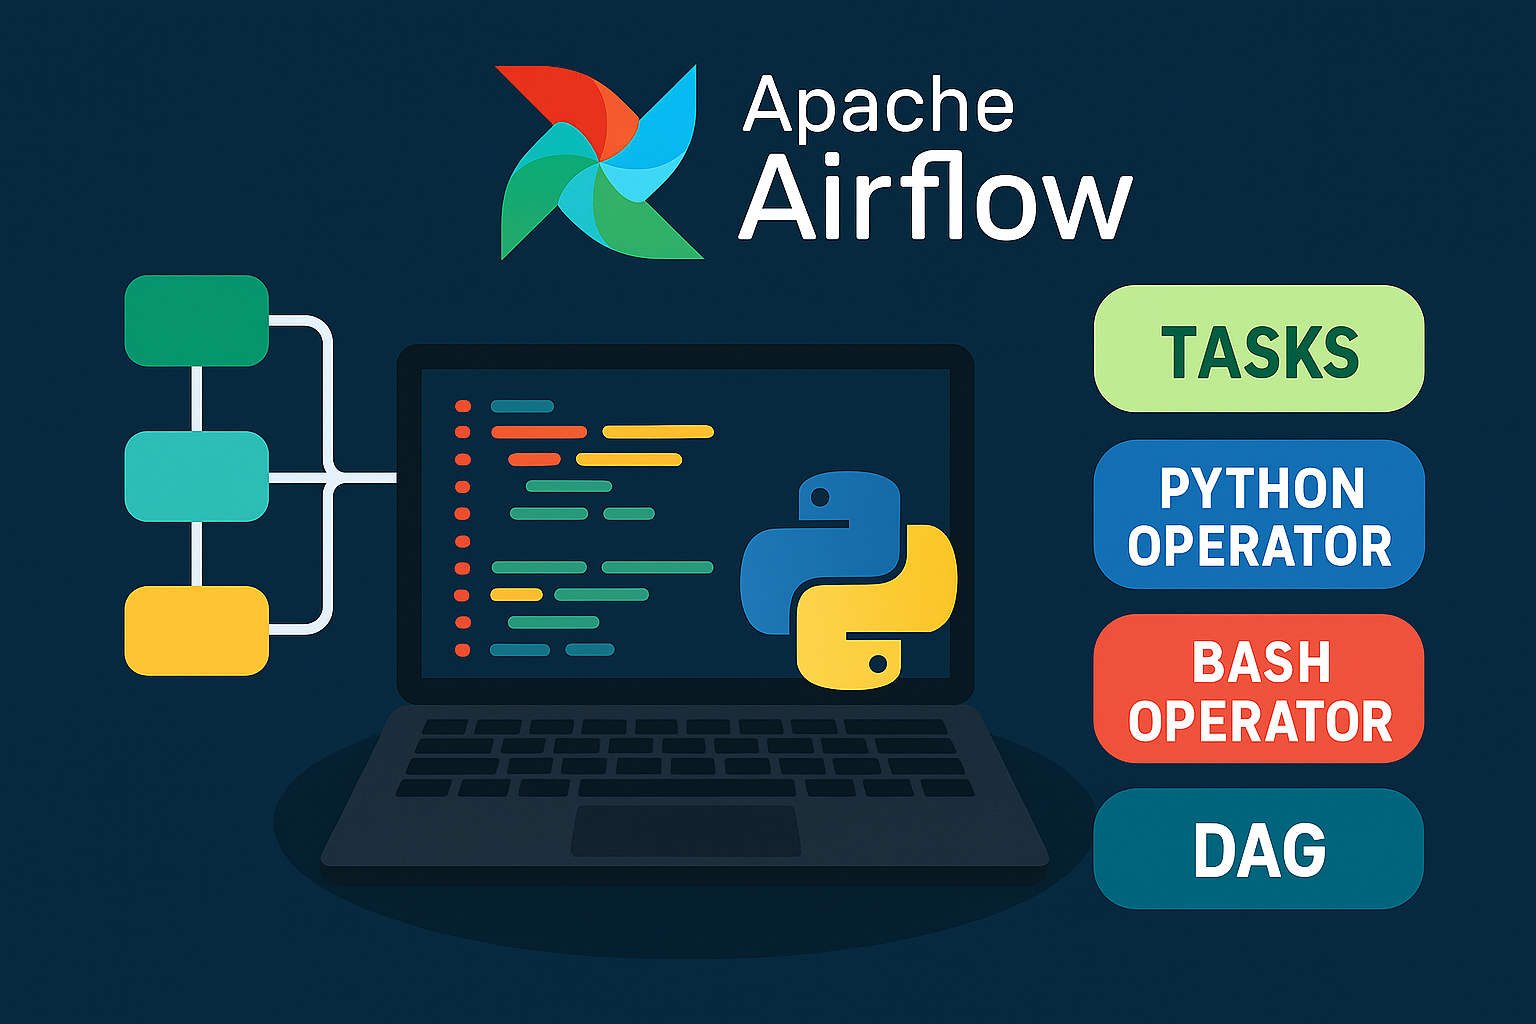 Apache
Airflow
TASKS
PYTHON
OPERATOR
BASH
OPERATOR
DAG